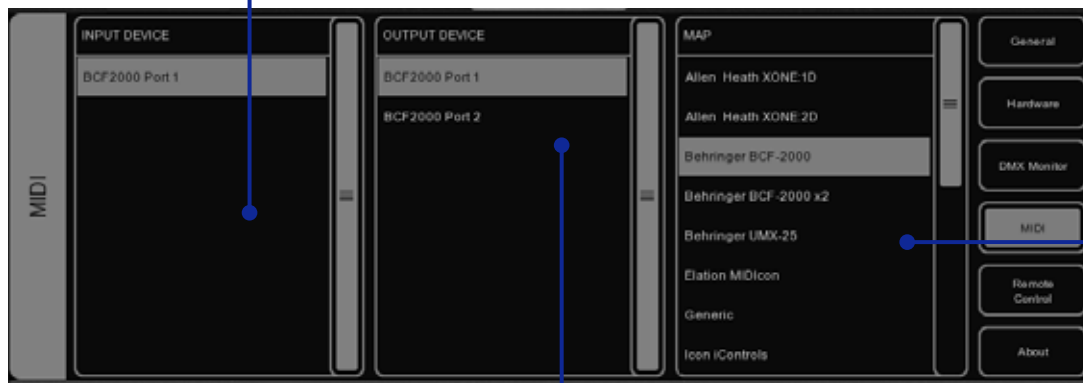 MIDI
INPUT DEVICE
BCF2000 Port 1
OUTPUT DEVICE
BCF2000 Port 1
BCF2000 Port 2
MAP
Allen Heath XONE:1D
Allen Heath XONE:2D
Behringer BCF-2000
Behringer BCF-2000 x2
Behringer UMX-25
Elation MIDIcon
Generic
Icon iControls
General
Hardware
DMX Monitor
MIDI
Remote
Control
About